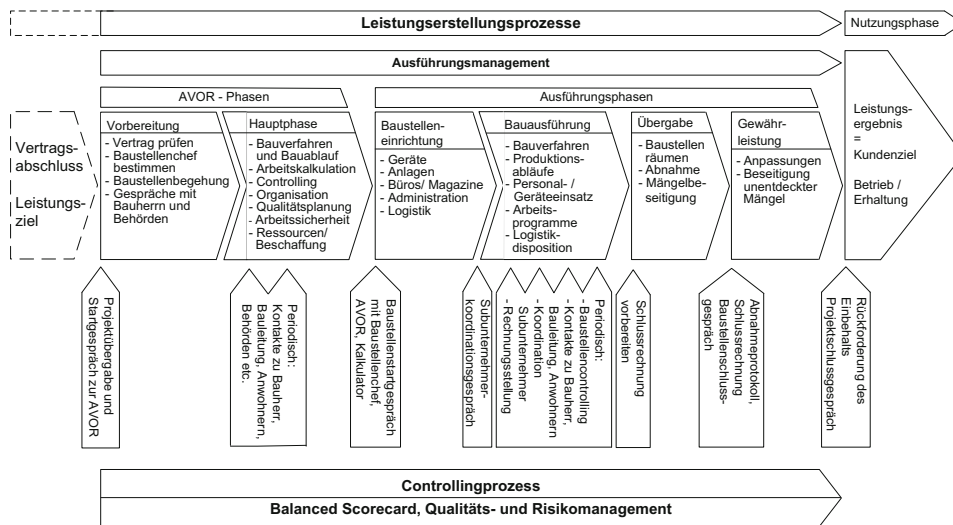 Leistungserstellungsprozesse
Nutzungsphase
Ausführungsmanagement
AVOR - Phasen
Ausführungsphasen
Vertrags-
abschluss
Leistungs-
ziel
Vorbereitung
- Vertrag prüfen
- Baustellenchef
bestimmen
- Baustellenbegehung
- Gespräche mit
Bauherrn und
Behörden
Hauptphase
- Bauverfahren
und Bauablauf
- Arbeitskalkulation
- Controlling
- Organisation
- Qualitätsplanung
- Arbeitssicherheit
- Ressourcen/
Beschaffung
Baustellen-
einrichtung
- Geräte
- Anlagen
- Büros/ Magazine
- Administration
- Logistik
Bauausführung
- Bauverfahren
- Produktions-
abläufe
- Personal- /
Geräteeinsatz
- Arbeits-
programme
- Logistik-
disposition
Übergabe
- Baustellen
räumen
- Abnahme
- Mängelbe-
seitigung
Gewähr-
leistung
- Anpassungen
- Beseitigung
unentdeckter
Mängel
Leistungs-
ergebnis
=
Kundenziel
Betrieb /
Erhaltung
Projektübergabe und
Startgespräch zur AVOR
Periodisch:
Kontakte zu Bauherr,
Bauleitung, Anwohnern,
Behörden etc.
Baustellenstartgespräch
mit Baustellenchef,
AVOR, Kalkulator
Subunternehmer-
koordinationsgespräch
Periodisch:
- Baustellencontrolling
- Kontakte zu Bauherr,
Bauleitung, Anwohnern
- Koordination
Subunternehmer
- Rechnungsstellung
Schlussrechnung
vorbereiten
Abnahmeprotokoll,
Schlussrechnung
Baustellenschluss-
gespräch
Rückforderung des
Einbehalts
Projektschlussgespräch
Controllingprozess
Balanced Scorecard, Qualitäts- und Risikomanagement